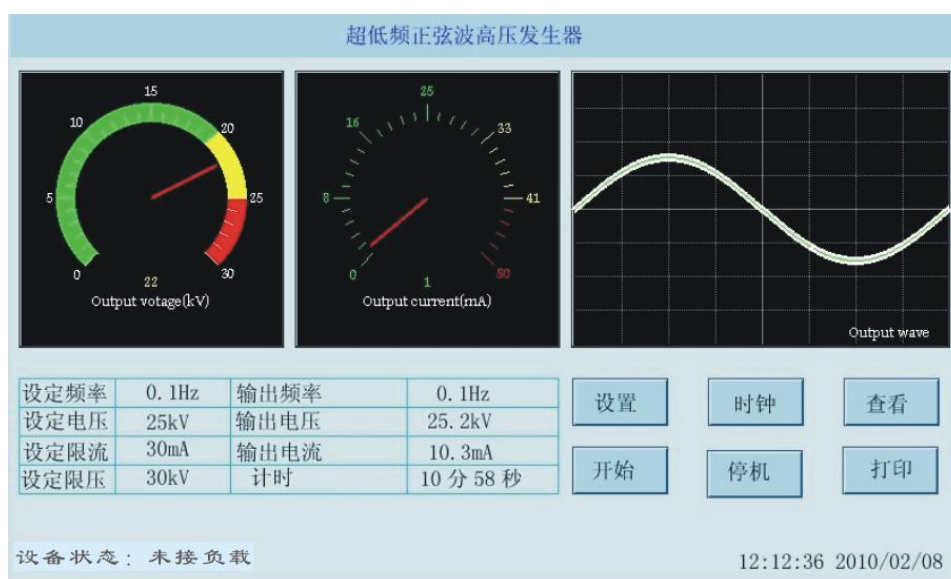 超低频正弦波高压发生器
15
10
20
5
25
0
30
22
Output votage(kV)
25
16
33
8
41
0
50
1
Output current(mA)
Output wave
设定频率 0.1Hz 输出频率 0.1Hz
设定电压 25kV 输出电压 25.2kV
设定限流 30mA 输出电流 10.3mA
设定限压 30kV 计时 10分58秒
设置 时钟 查看
开始 停机 打印
设备状态: 未接负载
12:12:36 2010/02/08